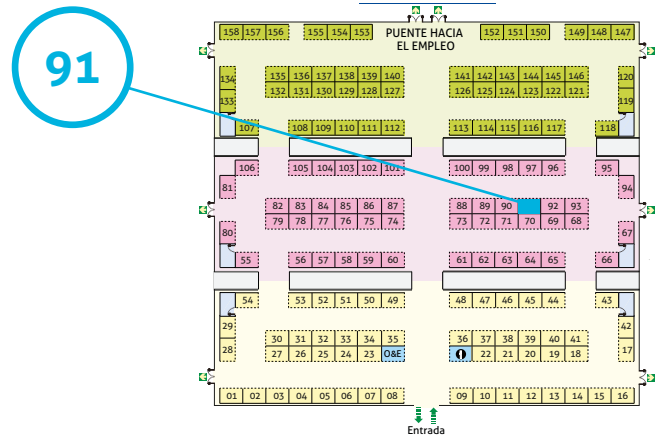 91
158 157 156 155 154 153 PUENTE HACIA 152 151 150 149 148 147
EL EMPLEO
134 135 136 137 138 139 140 141 142 143 144 145 146 120
133 132 131 130 129 128 127 126 125 124 123 122 121 119
107 108 109 110 111 112 113 114 115 116 117 118
106 105 104 103 102 101 100 99 98 97 96 95
81 94
82 83 84 85 86 87 88 89 90 92 93
79 78 77 76 75 74 73 72 71 70 69 68
80 67
55 56 57 58 59 60 61 62 63 64 65 66
54 53 52 51 50 49 48 47 46 45 44 43
29 42
30 31 32 33 34 35 36 37 38 39 40 41
28 27 26 25 24 23 O&E 22 21 20 19 18 17
01 02 03 04 05 06 07 08 09 10 11 12 13 14 15 16
Entrada